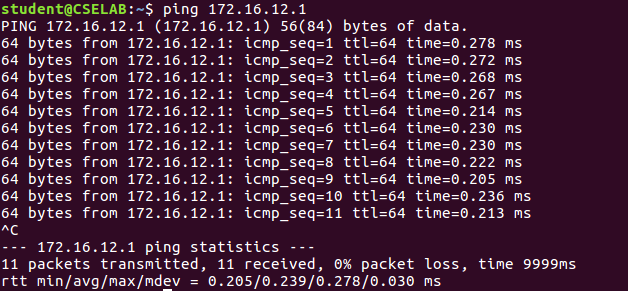 student@CSELAB:~$ ping 172.16.12.1
PING 172.16.12.1 (172.16.12.1) 56(84) bytes of data.
64 bytes from 172.16.12.1: icmp_seq=1 ttl=64 time=0.278 ms
64 bytes from 172.16.12.1: icmp_seq=2 ttl=64 time=0.272 ms
64 bytes from 172.16.12.1: icmp_seq=3 ttl=64 time=0.268 ms
64 bytes from 172.16.12.1: icmp_seq=4 ttl=64 time=0.267 ms
64 bytes from 172.16.12.1: icmp_seq=5 ttl=64 time=0.214 ms
64 bytes from 172.16.12.1: icmp_seq=6 ttl=64 time=0.230 ms
64 bytes from 172.16.12.1: icmp_seq=7 ttl=64 time=0.230 ms
64 bytes from 172.16.12.1: icmp_seq=8 ttl=64 time=0.222 ms
64 bytes from 172.16.12.1: icmp_seq=9 ttl=64 time=0.205 ms
64 bytes from 172.16.12.1: icmp_seq=10 ttl=64 time=0.236 ms
64 bytes from 172.16.12.1: icmp_seq=11 ttl=64 time=0.213 ms
^C
--- 172.16.12.1 ping statistics ---
11 packets transmitted, 11 received, 0% packet loss, time 9999ms
rtt min/avg/max/mdev = 0.205/0.239/0.278/0.030 ms